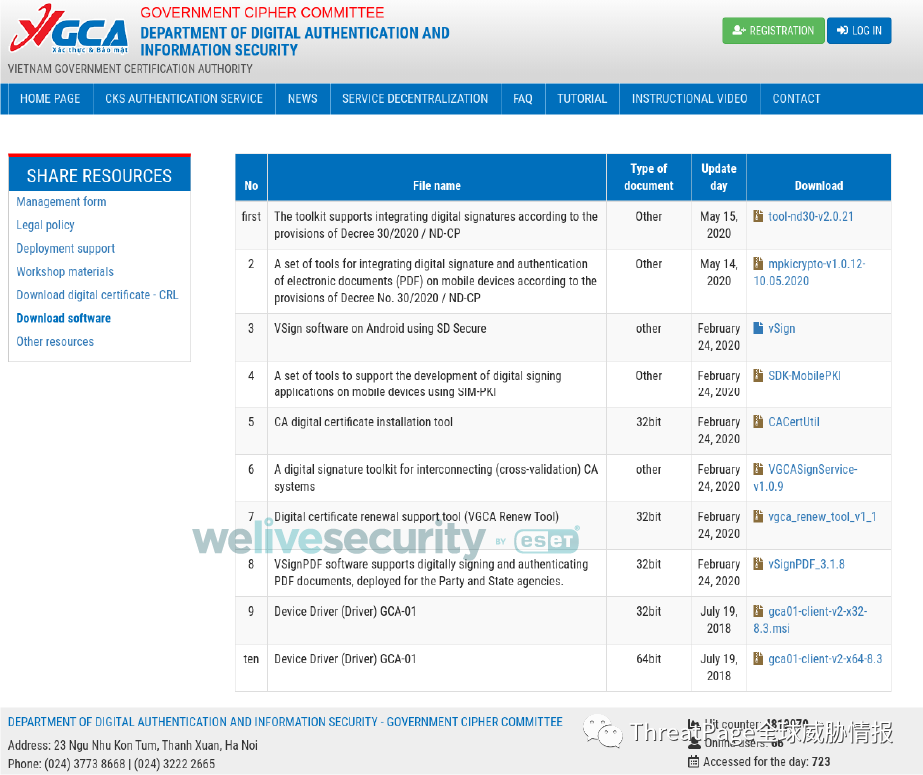 GCA
Xác thực & Bảo mật
GOVERNMENT CIPHER COMMITTEE
DEPARTMENT OF DIGITAL AUTHENTICATION AND
INFORMATION SECURITY
VIETNAM GOVERNMENT CERTIFICATION AUTHORITY
REGISTRATION
LOG IN
HOME PAGE CKS AUTHENTICATION SERVICE NEWS SERVICE DECENTRALIZATION FAQ TUTORIAL INSTRUCTIONAL VIDEO CONTACT
SHARE RESOURCES
Management form
Legal policy
Deployment support
Workshop materials
Download digital certificate - CRL
Download software
Other resources
No File name Type of document Update day Download
first The toolkit supports integrating digital signatures according to the Other May 15, tool-nd30-v2.0.21
provisions of Decree 30/2020 / ND-CP 2020
2 A set of tools for integrating digital signature and authentication Other May 14, mpkicrypto-v1.0.12-
of electronic documents (PDF) on mobile devices according to the 2020 10.05.2020
provisions of Decree No. 30/2020 / ND-CP
3 VSign software on Android using SD Secure other February vSign
24, 2020
4 A set of tools to support the development of digital signing Other February SDK-MobilePKI
applications on mobile devices using SIM-PKI 24, 2020
5 CA digital certificate installation tool 32bit February CACertUtil
24, 2020
6 A digital signature toolkit for interconnecting (cross-validation) CA other February VGCASignService-
systems 24, 2020 v1.0.9
7 Digital certificate renewal support tool (VGCA Renew Tool) 32bit February vgca_renew_tool_v1_1
24, 2020
welivesecurity BY eset
8 VSignPDF software supports digitally signing and authenticating 32bit February vSignPDF_3.1.8
PDF documents, deployed for the Party and State agencies. 24, 2020
9 Device Driver (Driver) GCA-01 32bit July 19, gca01-client-v2-x32-
2018 8.3.msi
ten Device Driver (Driver) GCA-01 64bit July 19, gca01-client-v2-x64-8.3
2018
DEPARTMENT OF DIGITAL AUTHENTICATION AND INFORMATION SECURITY - GOVERNMENT CIPHER COMMITTEE
Address: 23 Ngu Nhu Kon Tum, Thanh Xuan, Ha Noi
Phone: (024) 3773 8668 | (024) 3222 2665
Hit counter:
ThreatPage全球威胁情报
Online users: 66
Accessed for the day: 723